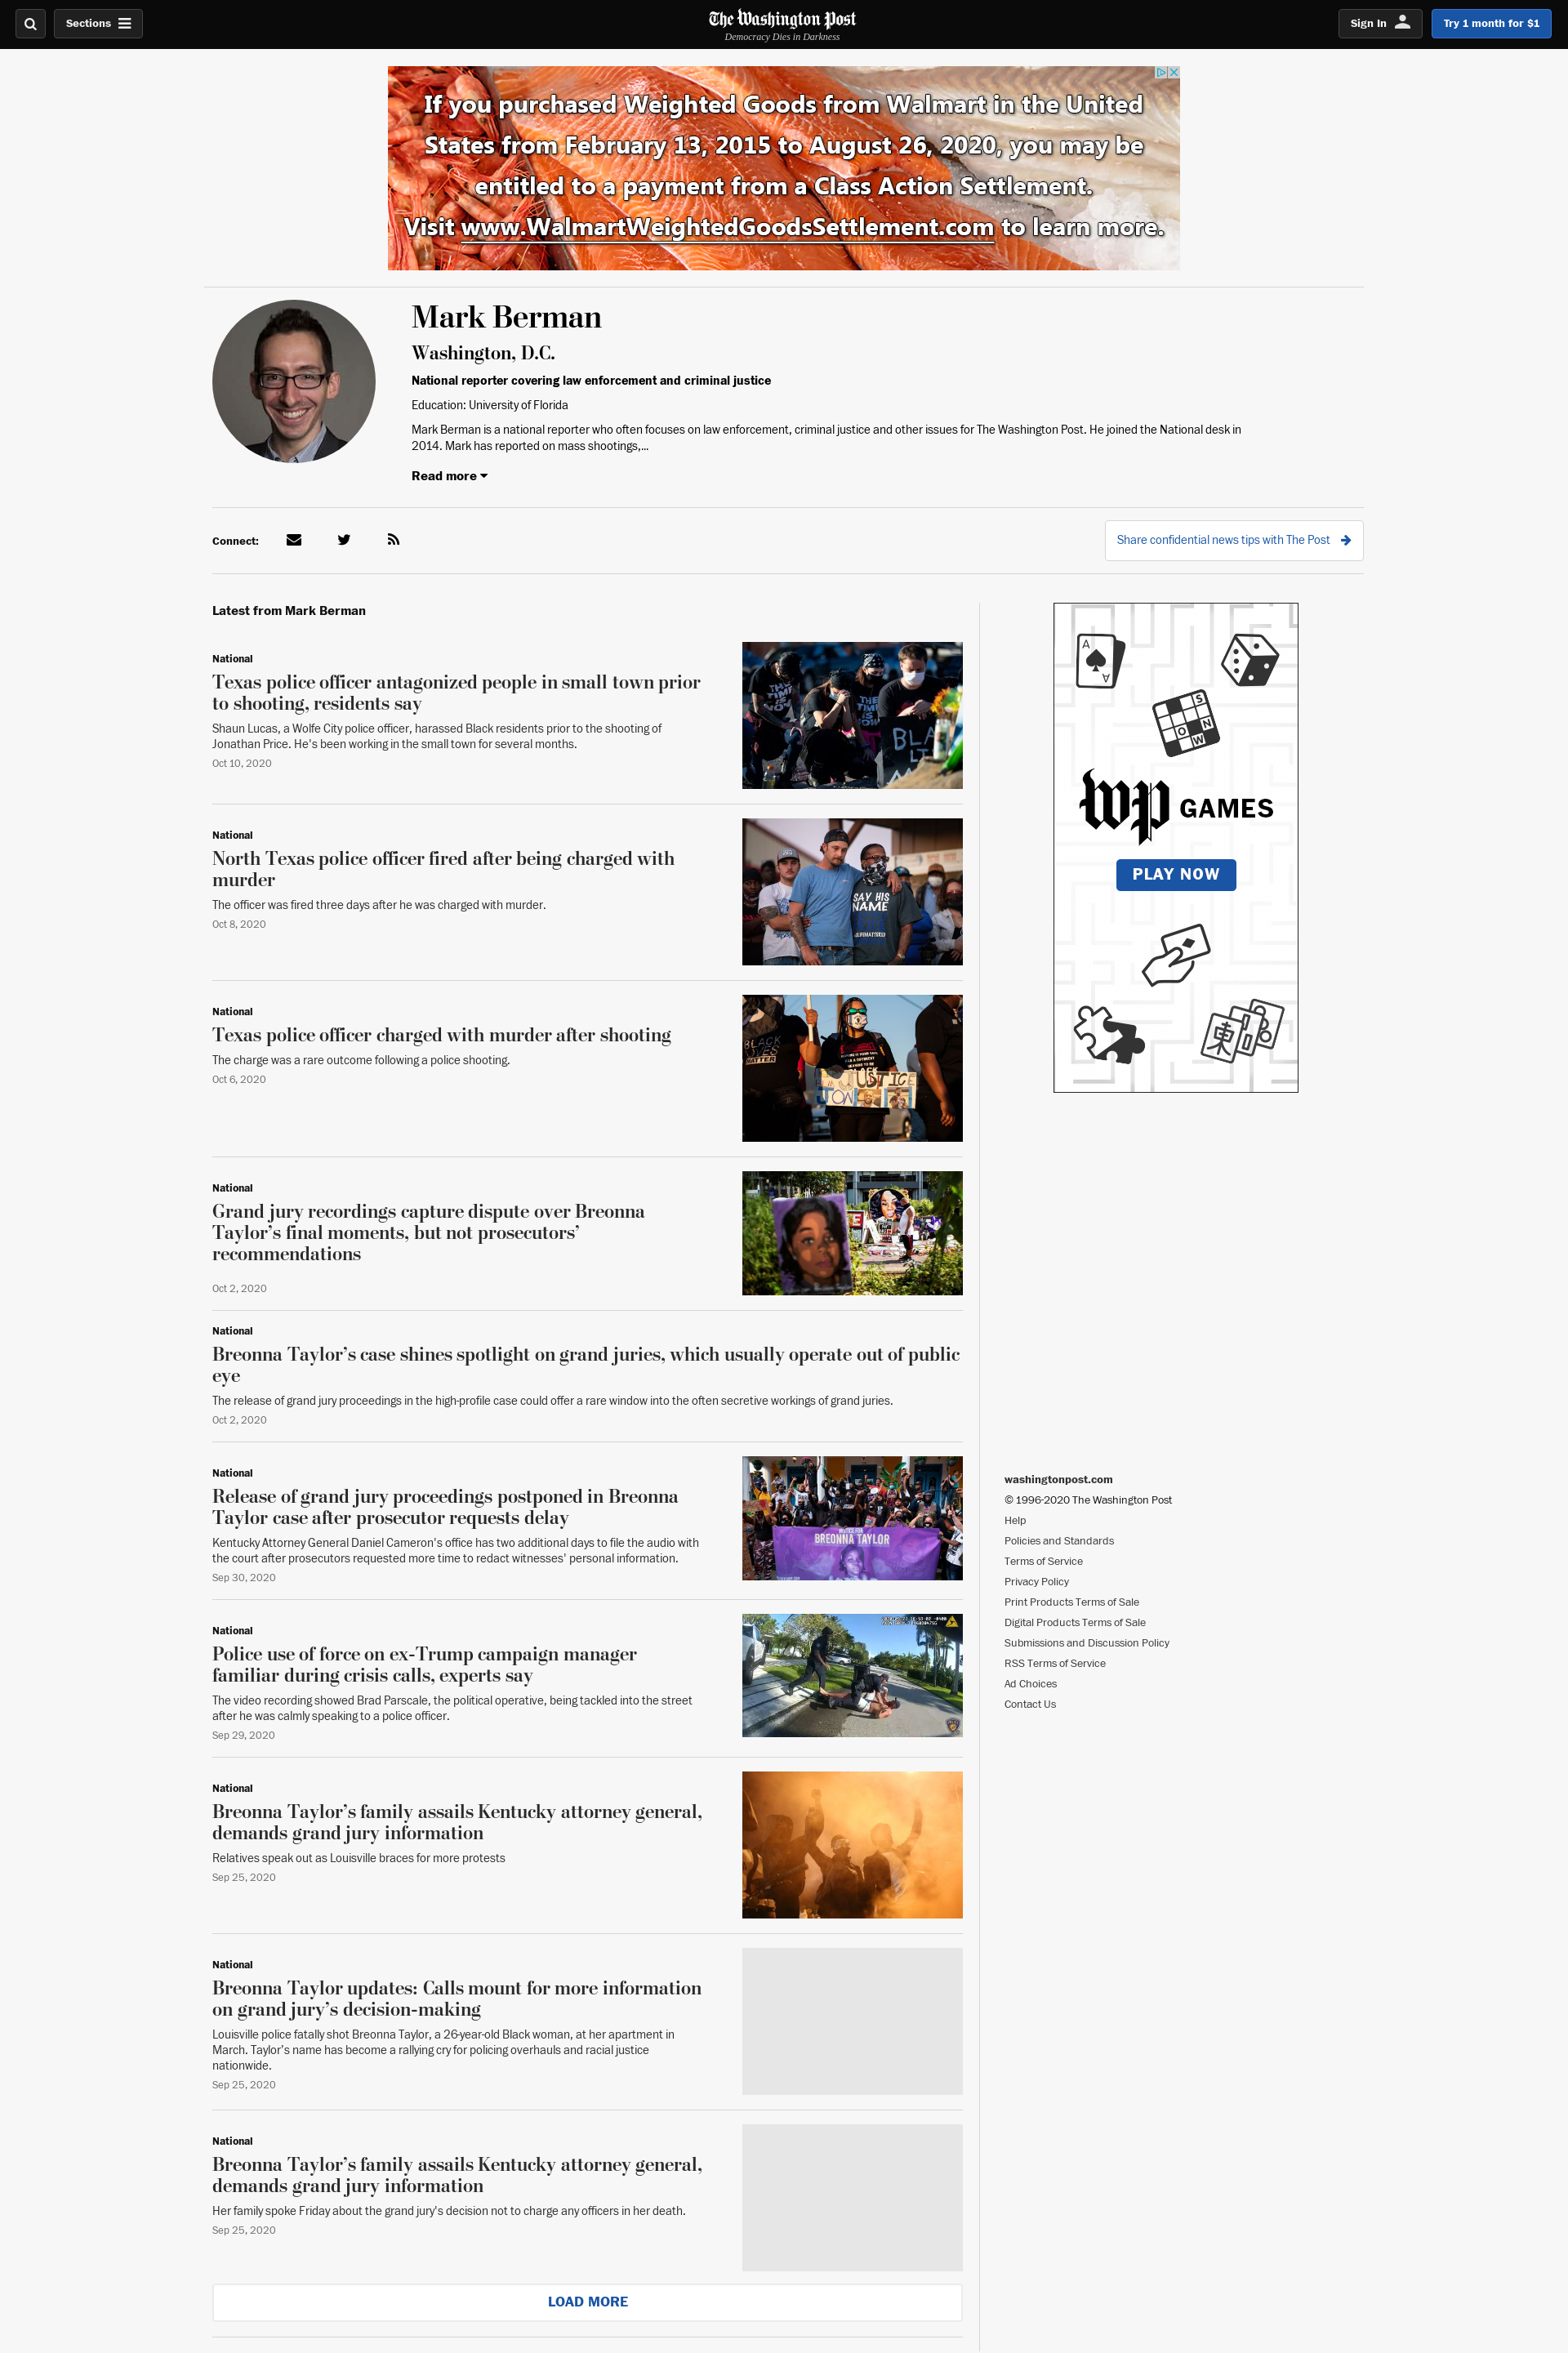 Sections
The Washington Post
Democracy Dies in Darkness
Sign In
Try 1 month for $1
If you purchased Weighted Goods from Walmart in the United
States from February 13, 2015 to August 26, 2020, you may be
entitled to a payment from a Class Action Settlement.
Visit www.WalmartWeightedGoodsSettlement.com to learn more.
Mark Berman
Washington, D.C.
National reporter covering law enforcement and criminal justice
Education: University of Florida
Mark Berman is a national reporter who often focuses on law enforcement, criminal justice and other issues for The Washington Post. He joined the National desk in
2014. Mark has reported on mass shootings,...
Read more
Connect:
Share confidential news tips with The Post
Latest from Mark Berman
National
Texas police officer antagonized people in small town prior
to shooting, residents say
Shaun Lucas, a Wolfe City police officer, harassed Black residents prior to the shooting of
Jonathan Price. He's been working in the small town for several months.
Oct 10, 2020
THE TIME IS NOW
BLA
National
North Texas police officer fired after being charged with
murder
The officer was fired three days after he was charged with murder.
Oct 8, 2020
SAY HIS
NAME
National
Texas police officer charged with murder after shooting
The charge was a rare outcome following a police shooting.
Oct 6, 2020
BLACK
MATTER
JUSTICE
National
Grand jury recordings capture dispute over Breonna
Taylor’s final moments, but not prosecutors’
recommendations
Oct 2, 2020
National
Breonna Taylor’s case shines spotlight on grand juries, which usually operate out of public
eye
The release of grand jury proceedings in the high-profile case could offer a rare window into the often secretive workings of grand juries.
Oct 2, 2020
National
Release of grand jury proceedings postponed in Breonna
Taylor case after prosecutor requests delay
Kentucky Attorney General Daniel Cameron's office has two additional days to file the audio with
the court after prosecutors requested more time to redact witnesses' personal information.
Sep 30, 2020
BREONNA TAYLOR
National
Police use of force on ex-Trump campaign manager
familiar during crisis calls, experts say
The video recording showed Brad Parscale, the political operative, being tackled into the street
after he was calmly speaking to a police officer.
Sep 29, 2020
National
Breonna Taylor’s family assails Kentucky attorney general,
demands grand jury information
Relatives speak out as Louisville braces for more protests
Sep 25, 2020
National
Breonna Taylor updates: Calls mount for more information
on grand jury’s decision-making
Louisville police fatally shot Breonna Taylor, a 26-year-old Black woman, at her apartment in
March. Taylor's name has become a rallying cry for policing overhauls and racial justice
nationwide.
Sep 25, 2020
National
Breonna Taylor’s family assails Kentucky attorney general,
demands grand jury information
Her family spoke Friday about the grand jury's decision not to charge any officers in her death.
Sep 25, 2020
LOAD MORE
A
A
S
N
O
W
wp GAMES
PLAY NOW
東
washingtonpost.com
© 1996-2020 The Washington Post
Help
Policies and Standards
Terms of Service
Privacy Policy
Print Products Terms of Sale
Digital Products Terms of Sale
Submissions and Discussion Policy
RSS Terms of Service
Ad Choices
Contact Us